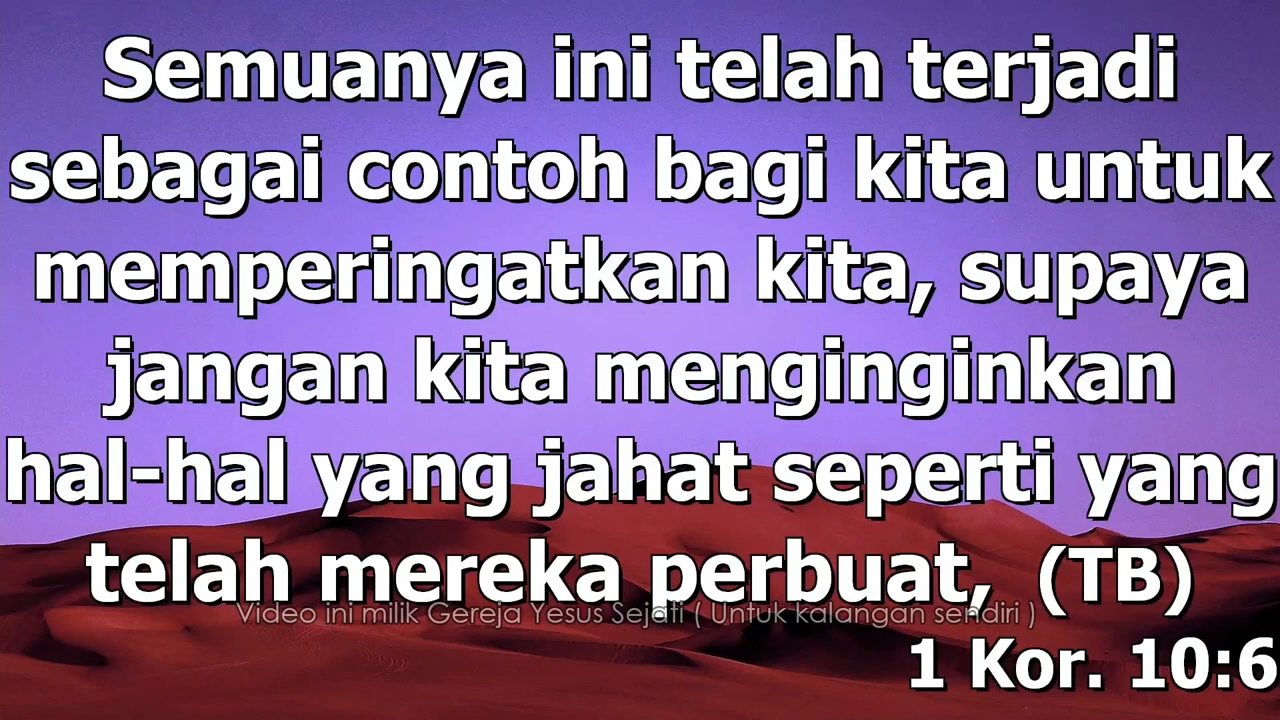 Semuanya ini telah terjadi
sebagai contoh bagi kita untuk
memperingatkan kita, supaya
jangan kita menginginkan
hal-hal yang jahat seperti yang
telah mereka perbuat,  (TB)
Video ini milik Gereja Yesus Sejati ( Untuk kalangan sendiri )
1 Kor. 10:6